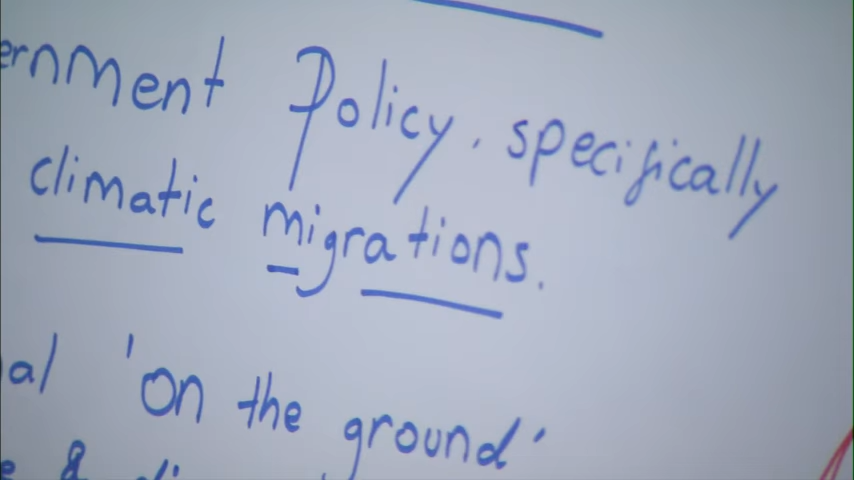 ernment Policy, specifically
climatic migrations.
al 'on the ground'
e &